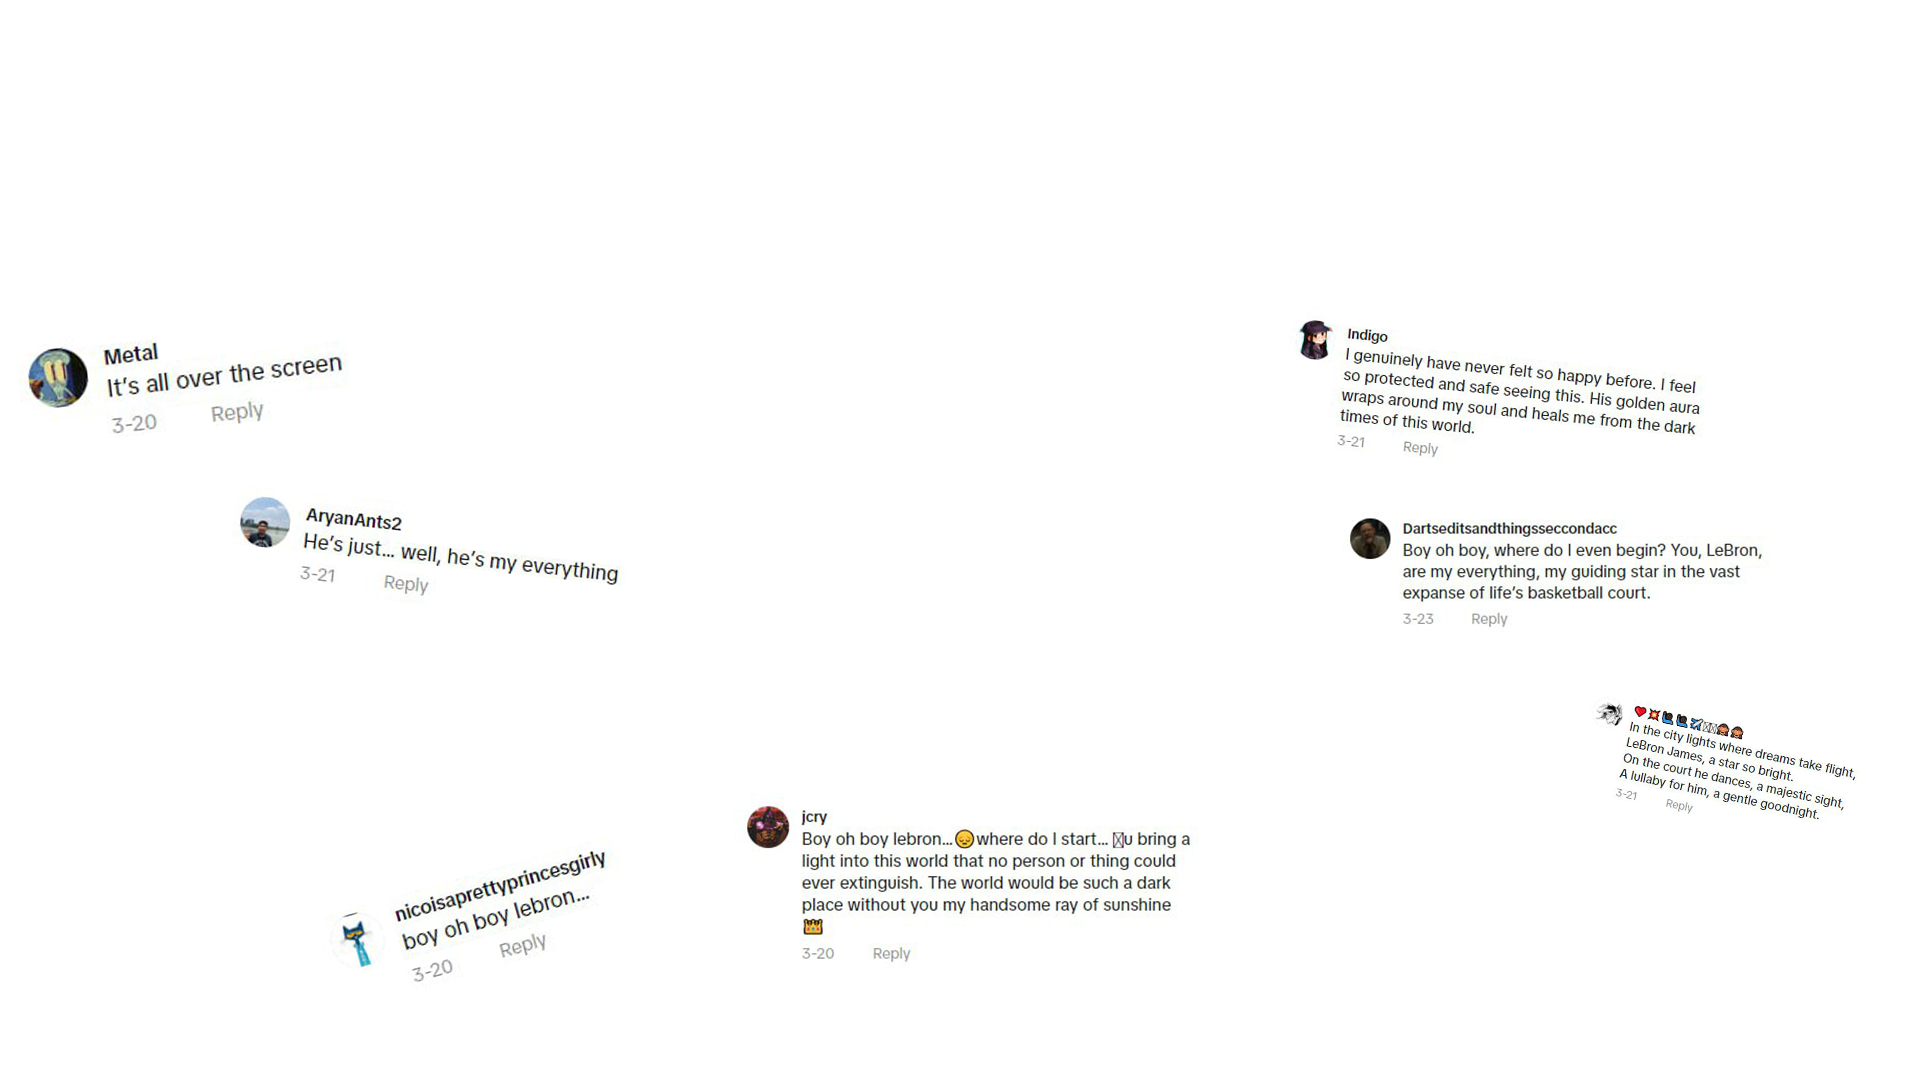 Metal
It's all over the screen
3-20 Reply
AryanAnts2
He's just... well, he's my everything
3-21 Reply
nicoisaprettyprincesgirly
boy oh boy lebron...
3-20 Reply
jcry
Boy oh boy lebron...😔where do I start... u bring a
light into this world that no person or thing could
ever extinguish. The world would be such a dark
place without you my handsome ray of sunshine
👑
3-20 Reply
Indigo
I genuinely have never felt so happy before. I feel
so protected and safe seeing this. His golden aura
wraps around my soul and heals me from the dark
times of this world.
3-21 Reply
Dartseditsandthingsseccondacc
Boy oh boy, where do I even begin? You, LeBron,
are my everything, my guiding star in the vast
expanse of life's basketball court.
3-23 Reply
In the city lights where dreams take flight,
LeBron James, a star so bright.
On the court he dances, a majestic sight,
A lullaby for him, a gentle goodnight.
3-21 Reply